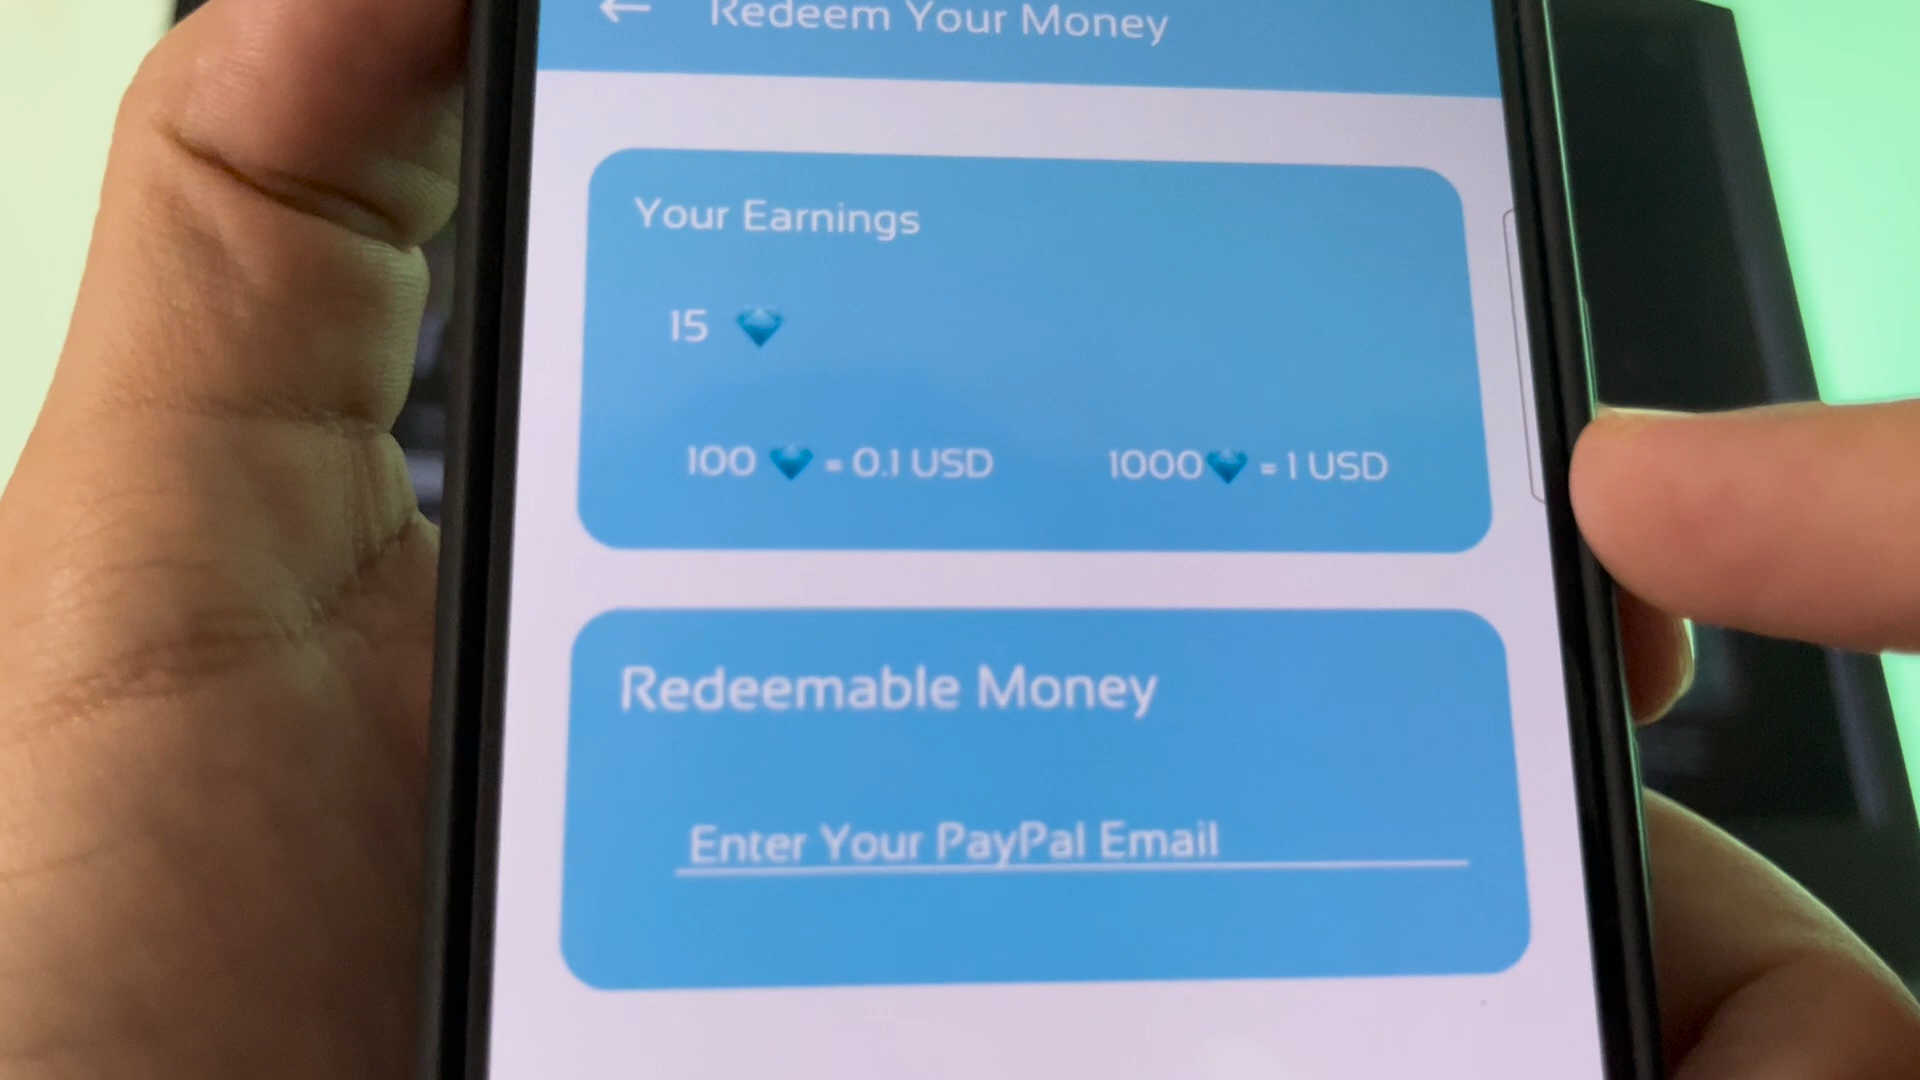 Redeem Your Money
Your Earnings
15
100 = 0.1 USD
1000 = 1 USD
Redeemable Money
Enter Your PayPal Email